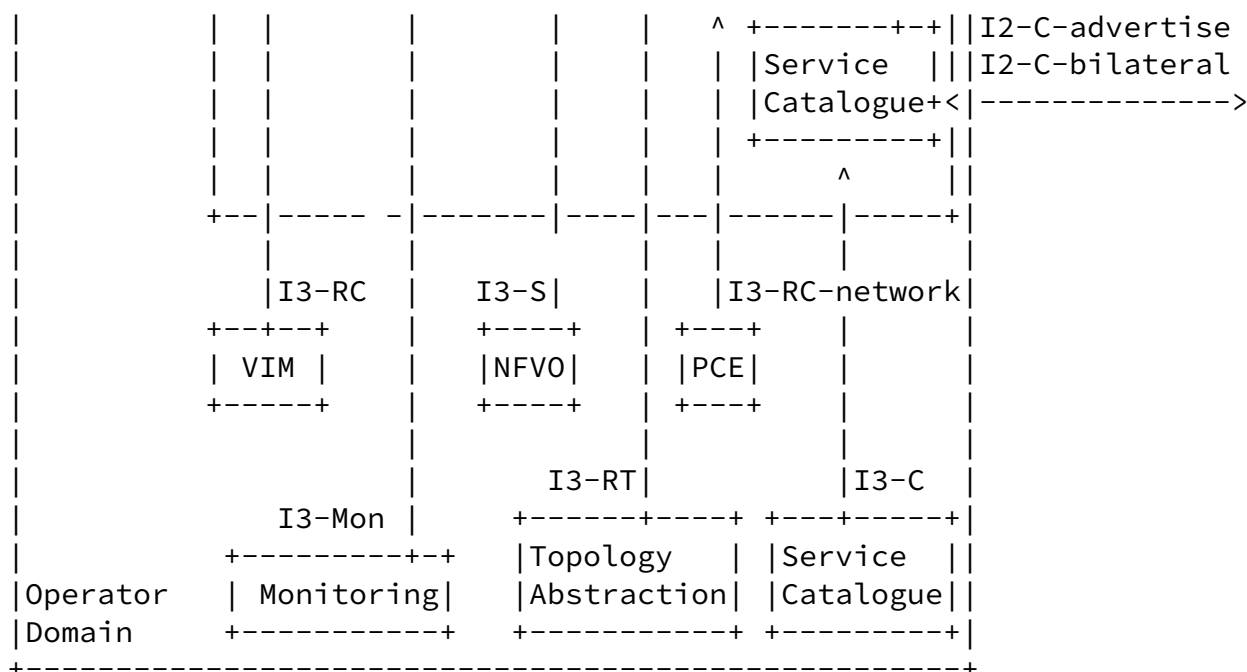 |             |  |       |       |    |   ^ +-------+-+||I2-C-advertise
|             |  |       |       |    |   | |Service  |||I2-C-bilateral
|             |  |       |       |    |   | |Catalogue+<|-------------->
|             |  |       |       |    |   | +---------+||
|             |  |       |       |    |   |      ^     ||
|             +--|----- -|-------|----|---|------|-----+|
|                |       |       |    |   |      |      |
|                |I3-RC  |   I3-S|    |   |I3-RC-network|
|             +--+--+    |   +----+   | +---+    |      |
|             | VIM |    |   |NFVO|   | |PCE|    |      |
|             +-----+    |   +----+   | +---+    |      |
|                        |            |          |      |
|                        |      I3-RT|          |I3-C  |
|                 I3-Mon |     +------+----+ +---+-----+|
|              +---------+-+   |Topology   | |Service  ||
|Operator      | Monitoring|   |Abstraction| |Catalogue||
|Domain        +-----------+   +-----------+ +---------+|
+-----------------------------------------------------+